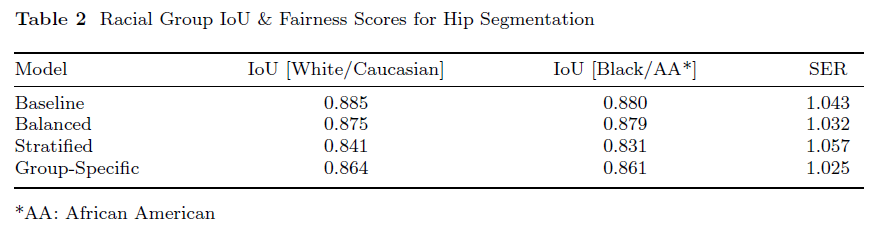 Table 2 Racial Group IoU & Fairness Scores for Hip Segmentation
Model IoU [White/Caucasian] IoU [Black/AA*] SER
Baseline 0.885 0.880 1.043
Balanced 0.875 0.879 1.032
Stratified 0.841 0.831 1.057
Group-Specific 0.864 0.861 1.025
*AA: African American